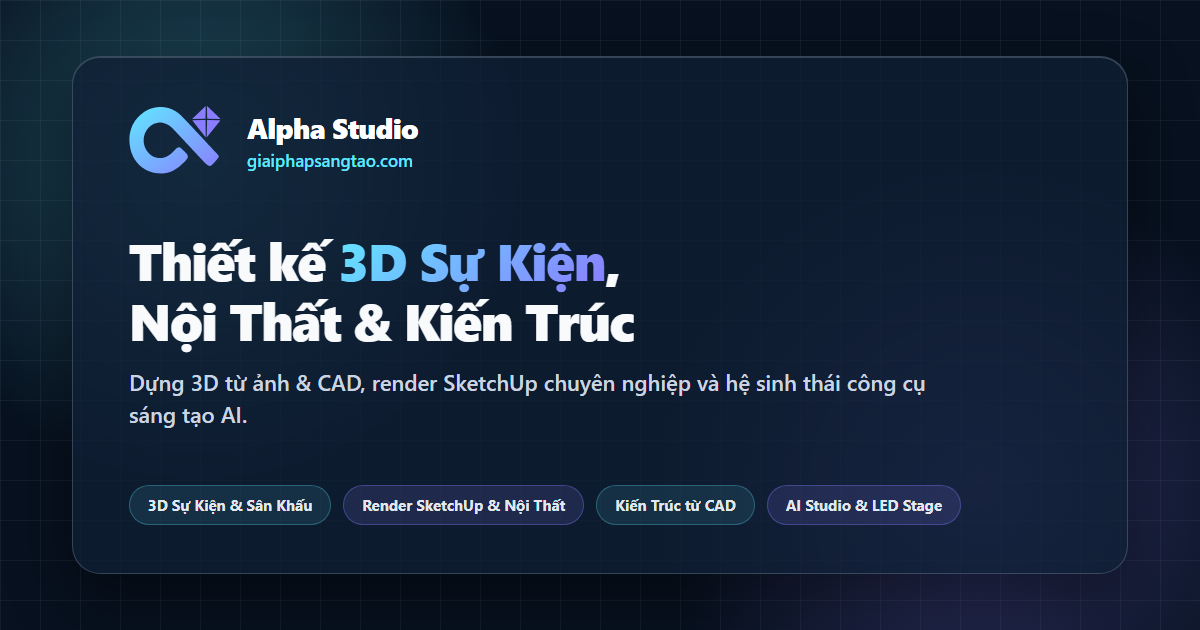 Alpha Studio
giaiphapsangtao.com
Thiết kế 3D Sự Kiện,
Nội Thất & Kiến Trúc
Dựng 3D từ ảnh & CAD, render SketchUp chuyên nghiệp và hệ sinh thái công cụ
sáng tạo AI.
3D Sự Kiện & Sân Khấu
Render SketchUp & Nội Thất
Kiến Trúc từ CAD
AI Studio & LED Stage